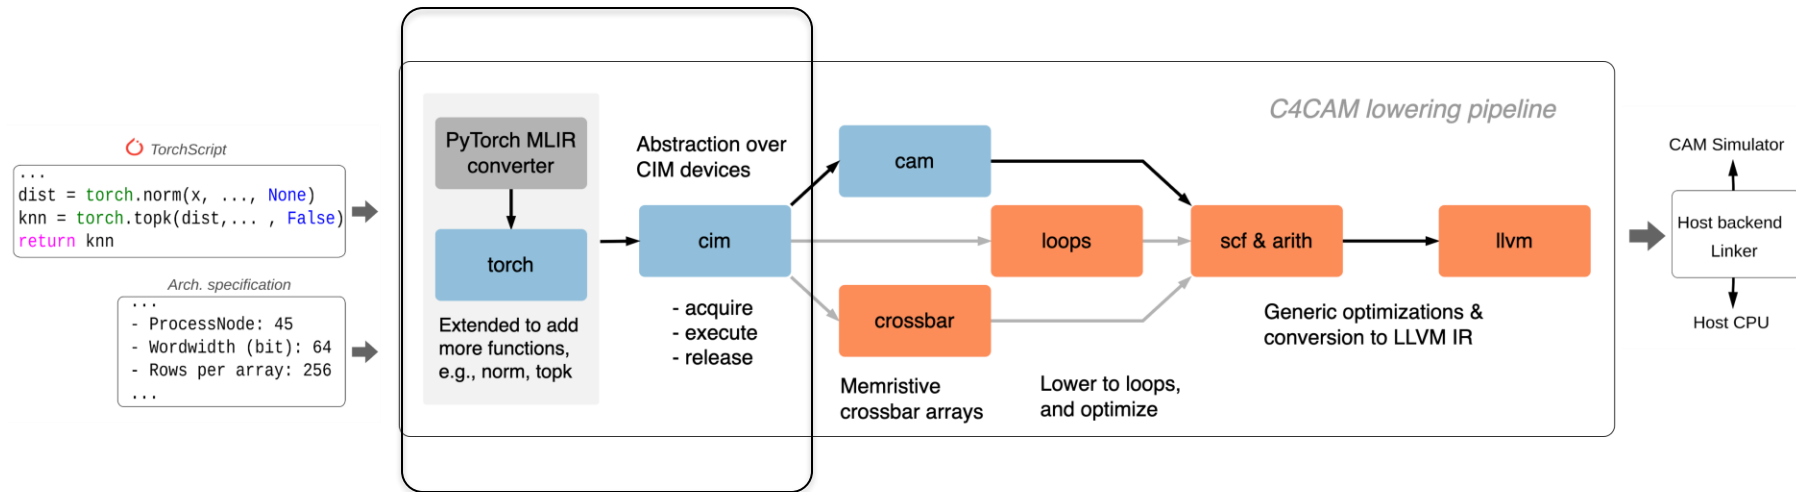 TorchScript
...
dist = torch.norm(x, ..., None)
knn = torch.topk(dist,... , False)
return knn
Arch. specification
...
- ProcessNode: 45
- Wordwidth (bit): 64
- Rows per array: 256
...
C4CAM lowering pipeline
PyTorch MLIR
converter
torch
Extended to add
more functions,
e.g., norm, topk
Abstraction over
CIM devices
cim
- acquire
- execute
- release
cam
loops
crossbar
Memristive
crossbar arrays
Lower to loops,
and optimize
scf & arith
llvm
Generic optimizations &
conversion to LLVM IR
CAM Simulator
Host backend
Linker
Host CPU